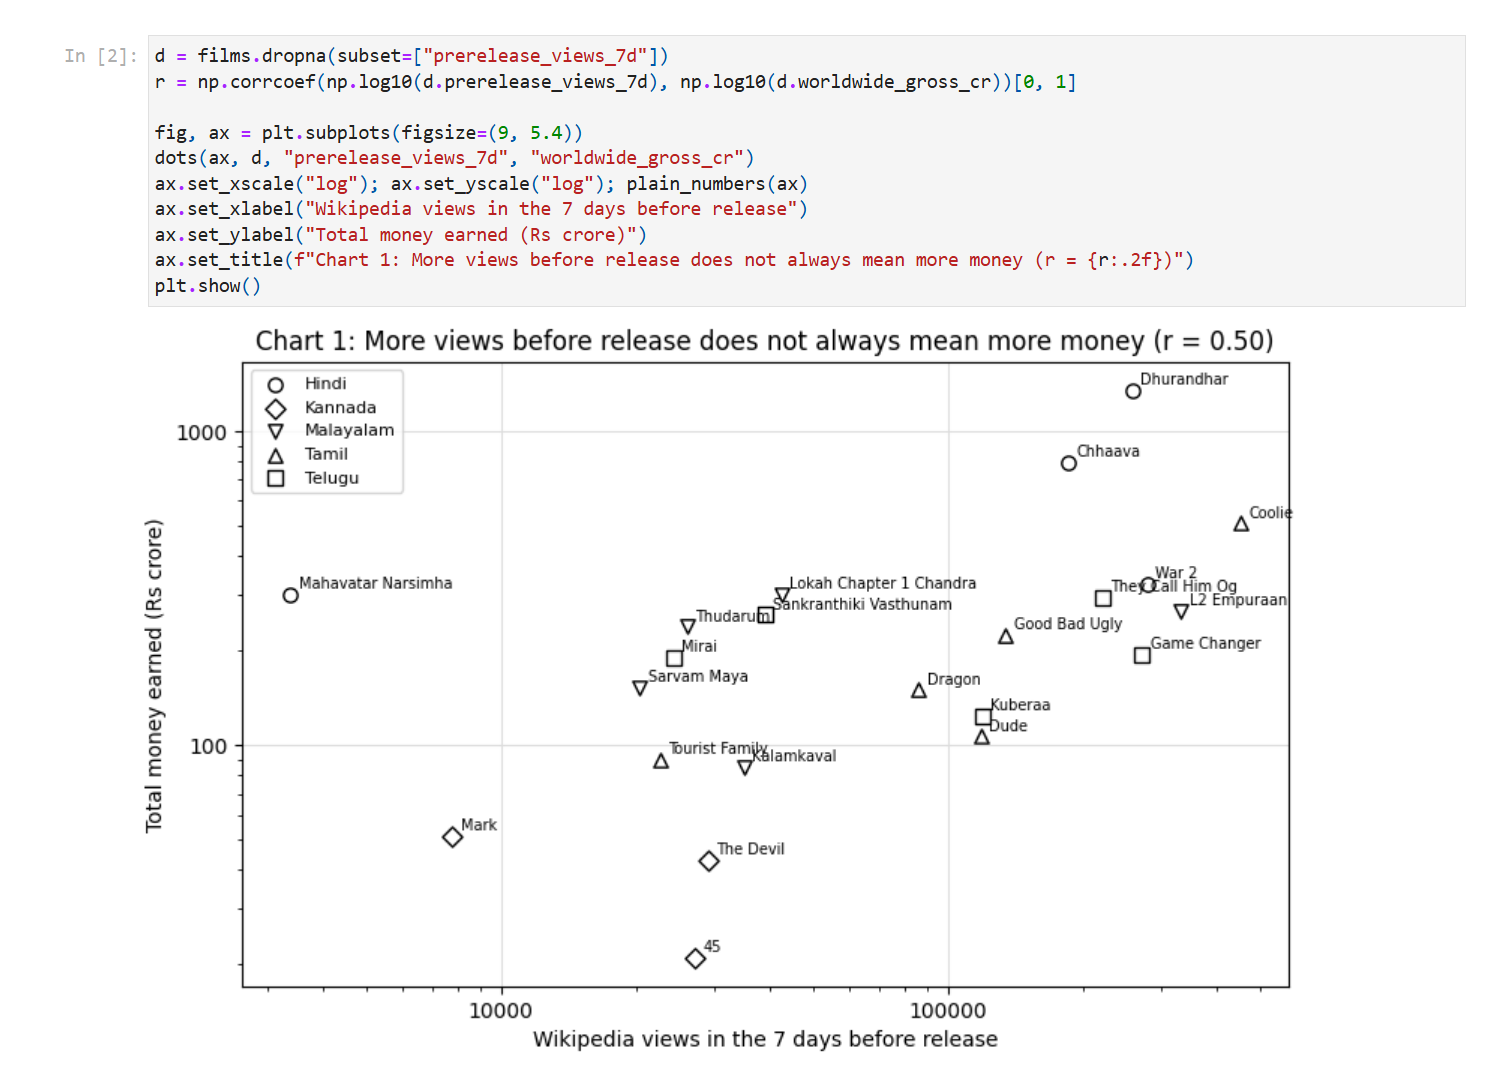 In [2]:
d = films.dropna(subset=["prerelease_views_7d"])
r = np.corrcoef(np.log10(d.prerelease_views_7d), np.log10(d.worldwide_gross_cr))[0, 1]
fig, ax = plt.subplots(figsize=(9, 5.4))
dots(ax, d, "prerelease_views_7d", "worldwide_gross_cr")
ax.set_xscale("log"); ax.set_yscale("log"); plain_numbers(ax)
ax.set_xlabel("Wikipedia views in the 7 days before release")
ax.set_ylabel("Total money earned (Rs crore)")
ax.set_title(f"Chart 1: More views before release does not always mean more money (r = {r:.2f})")
plt.show()
Chart 1: More views before release does not always mean more money (r = 0.50)
Hindi
Kannada
Malayalam
Tamil
Telugu
Dhurandhar
Chhaava
Coolie
War 2
They Call Him Og
L2 Empuraan
Mahavatar Narsimha
Lokah Chapter 1 Chandra
Sankranthiki Vasthunam
Thudarum
Good Bad Ugly
Mirai
Game Changer
Sarvam Maya
Dragon
Kuberaa
Dude
Tourist Family
Kalamkaval
Mark
The Devil
45
1000
100
Total money earned (Rs crore)
10000
100000
Wikipedia views in the 7 days before release